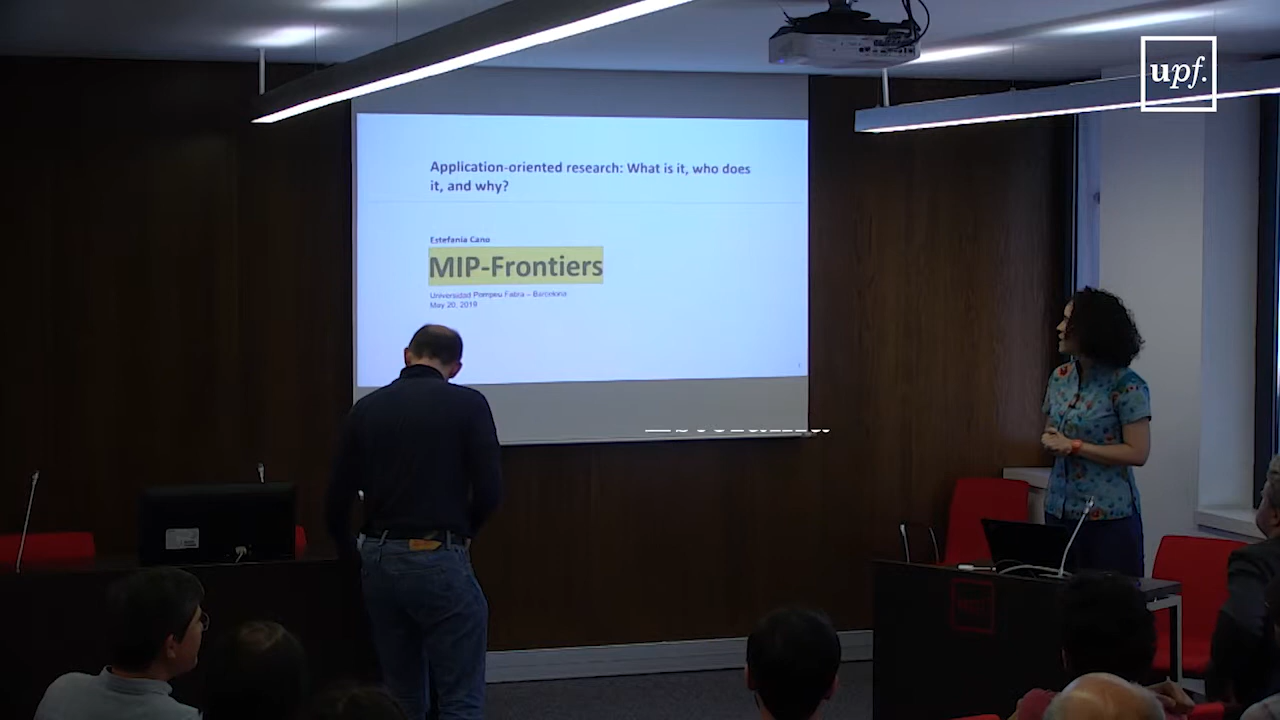 upf.
Application-oriented research: What is it, who does
it, and why?
Estefanía Cano
MIP-Frontiers
Universidad Pompeu Fabra – Barcelona
May 20, 2019